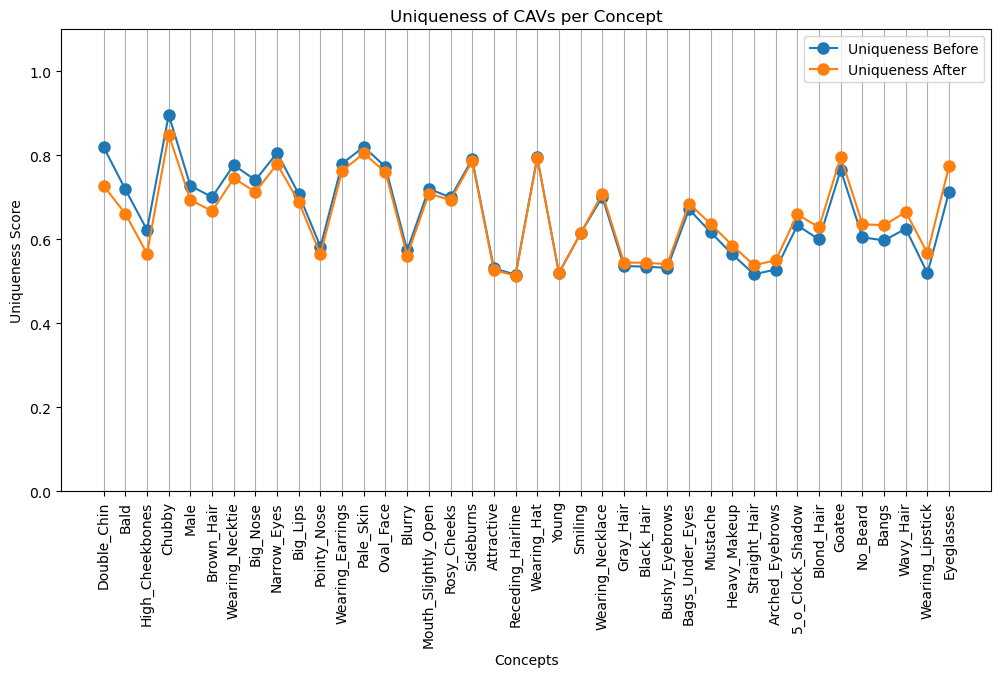 Uniqueness of CAVs per Concept
Uniqueness Before
Uniqueness After
Uniqueness Score
1.0
0.8
0.6
0.4
0.2
0.0
Double_Chin
Bald
High_Cheekbones
Chubby
Male
Brown_Hair
Wearing_Necktie
Big_Nose
Narrow_Eyes
Big_Lips
Pointy_Nose
Wearing_Earrings
Pale_Skin
Oval_Face
Blurry
Mouth_Slightly_Open
Rosy_Cheeks
Sideburns
Attractive
Receding_Hairline
Wearing_Hat
Young
Smiling
Wearing_Necklace
Gray_Hair
Black_Hair
Bushy_Eyebrows
Bags_Under_Eyes
Mustache
Heavy_Makeup
Straight_Hair
Arched_Eyebrows
5_o_Clock_Shadow
Blond_Hair
Goatee
No_Beard
Bangs
Wavy_Hair
Wearing_Lipstick
Eyeglasses
Concepts